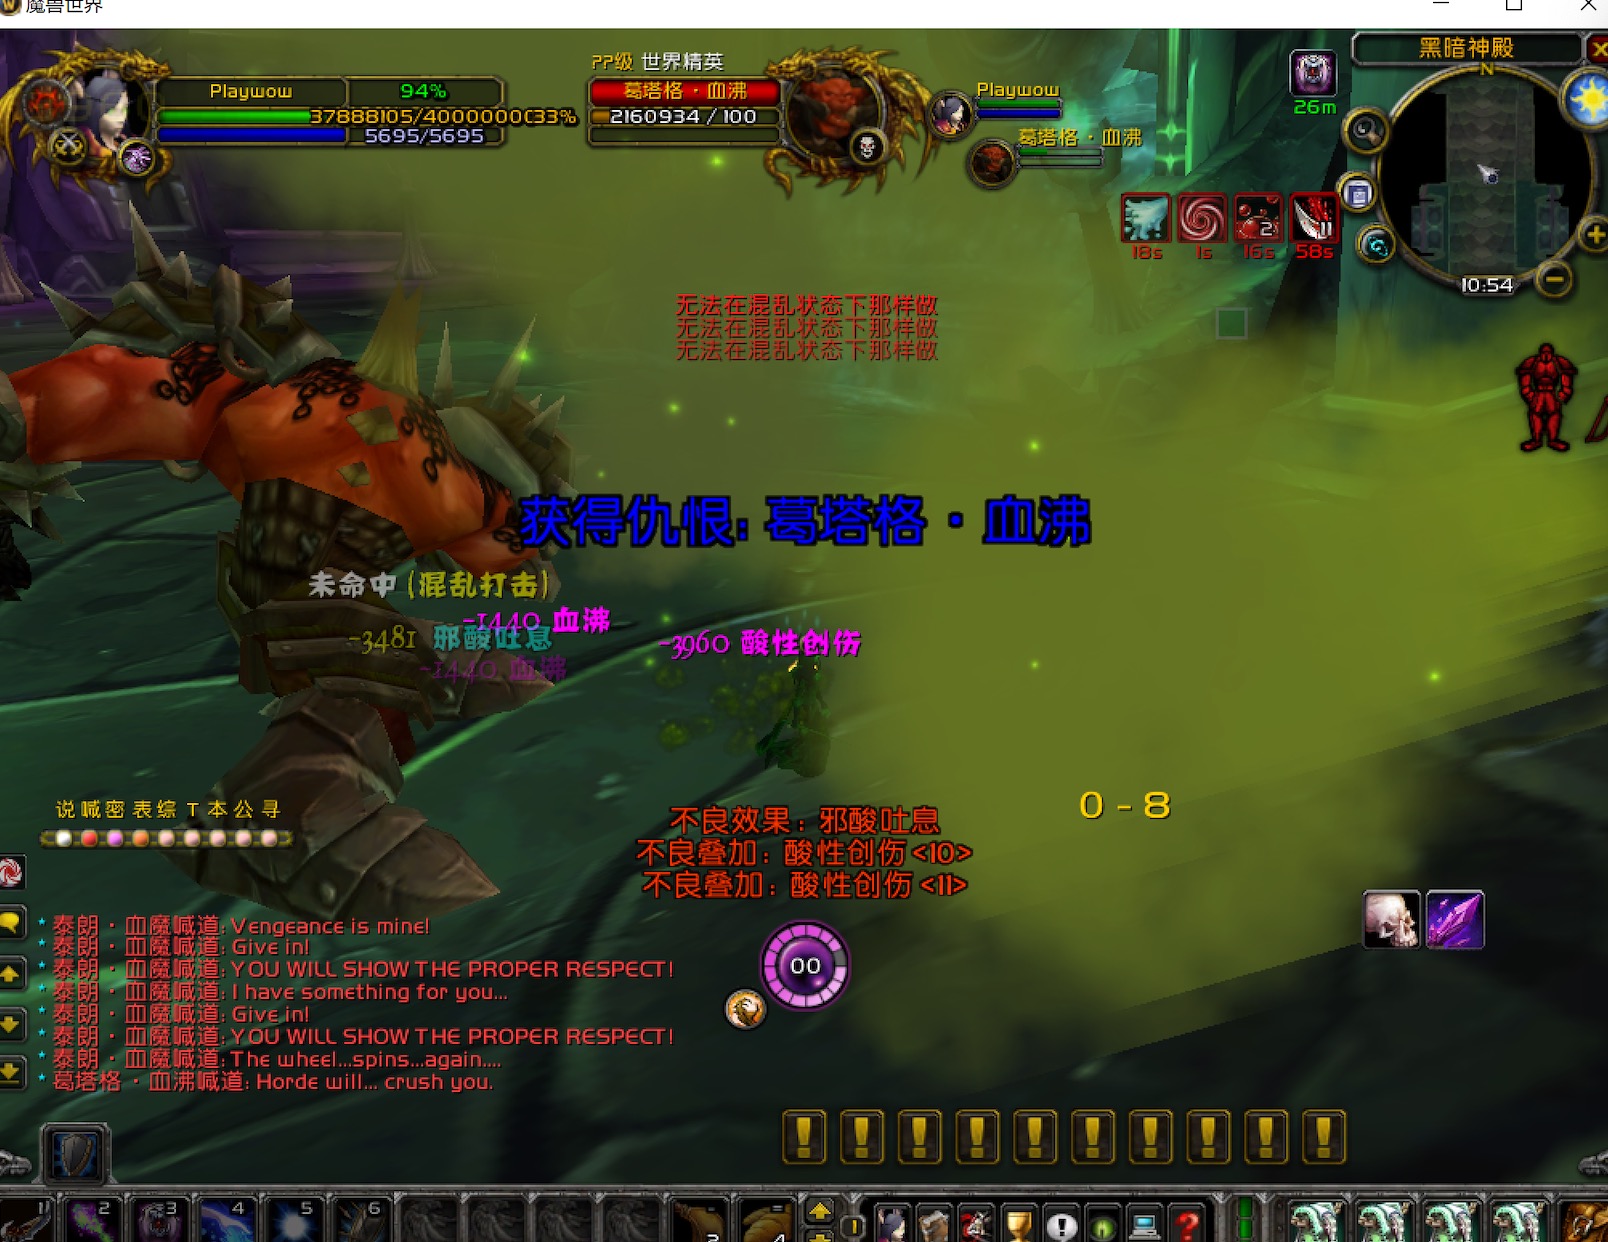 魔兽世界
??级 世界精英
黑暗神殿
N
Playwow
94%
葛塔格·血沸
Playwow
37888105/4000000(33%
2160934 / 100
26m
5695/5695
葛塔格·血沸
2
11
18s
1s
16s
58s
10:54
无法在混乱状态下那样做
无法在混乱状态下那样做
无法在混乱状态下那样做
获得仇恨: 葛塔格·血沸
未命中 (混乱打击)
-1440 血沸
-3481 邪酸吐息
-3960 酸性创伤
-1440 血沸
说 喊 密 表 综 T 本 公 寻
0 - 8
不良效果: 邪酸吐息
不良叠加: 酸性创伤 <10>
不良叠加: 酸性创伤 <11>
泰朗·血魔喊道: Vengeance is mine!
泰朗·血魔喊道: Give in!
泰朗·血魔喊道: YOU WILL SHOW THE PROPER RESPECT!
泰朗·血魔喊道: I have something for you...
泰朗·血魔喊道: Give in!
泰朗·血魔喊道: YOU WILL SHOW THE PROPER RESPECT!
泰朗·血魔喊道: The wheel...spins...again....
葛塔格·血沸喊道: Horde will... crush you.
00
1 2 3 4 5 6 - =
2 4
1